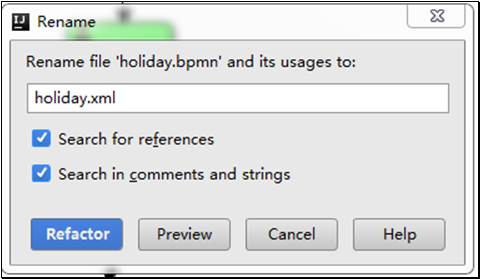 IJ Rename
Rename file 'holiday.bpmn' and its usages to:
holiday.xml
Search for references
Search in comments and strings
Refactor Preview Cancel Help